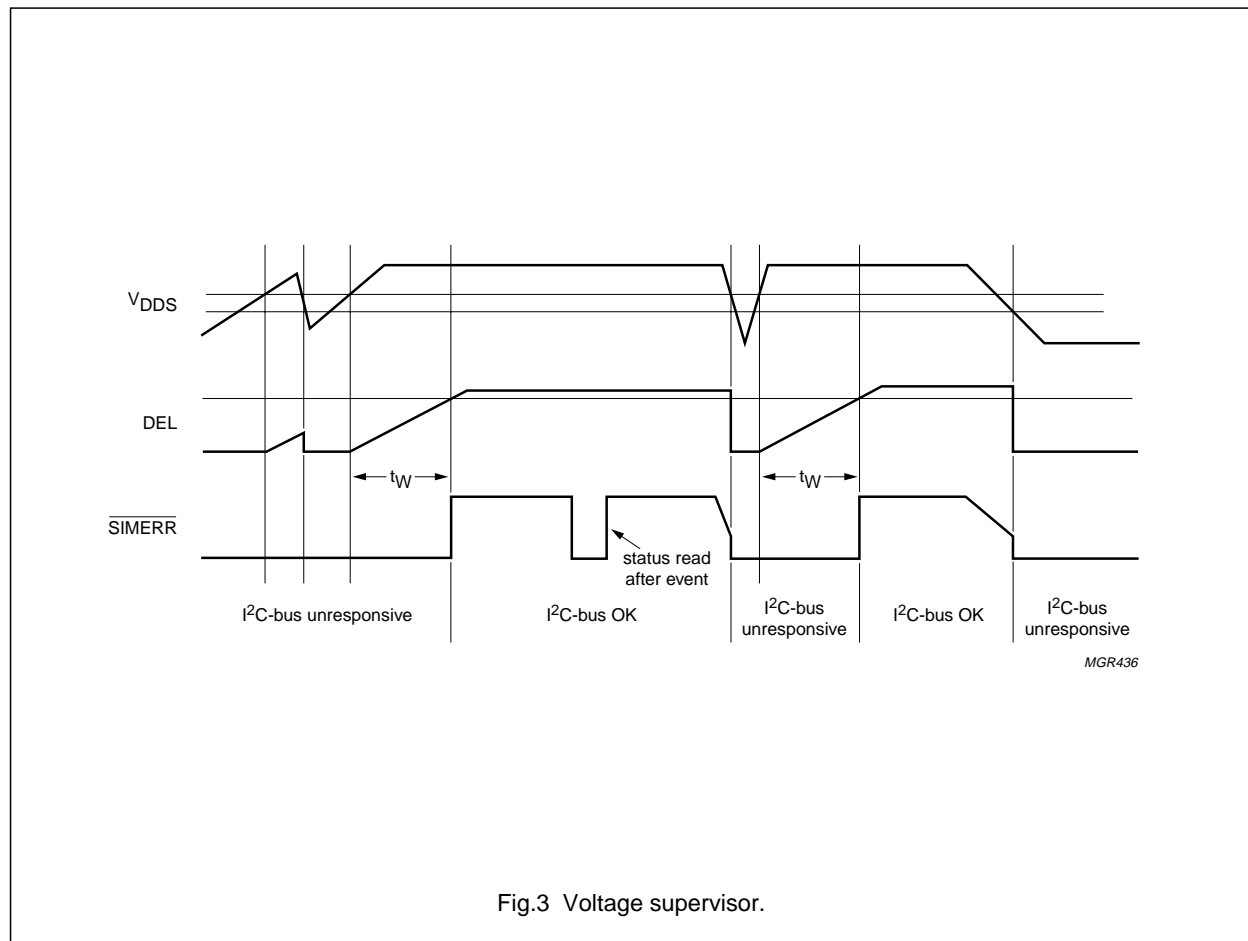 VDDS
DEL
tW
tW
SIMERR
status read
after event
I2C-bus unresponsive
I2C-bus OK
I2C-bus
unresponsive
I2C-bus OK
I2C-bus
unresponsive
MGR436
Fig.3 Voltage supervisor.